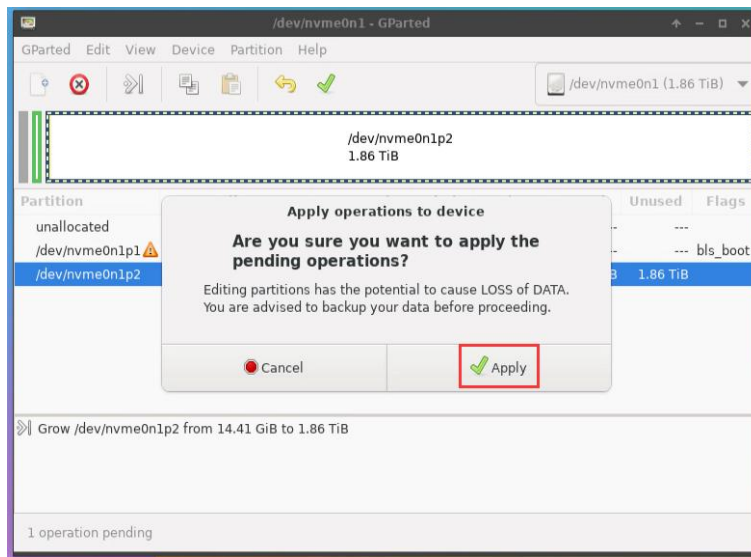 /dev/nvme0n1 - GParted
GParted Edit View Device Partition Help
/dev/nvme0n1 (1.86 TiB)
/dev/nvme0n1p2
1.86 TiB
Partition Unused Flags
unallocated ---
/dev/nvme0n1p1 --- bls_boot
/dev/nvme0n1p2 1.86 TiB
Apply operations to device
Are you sure you want to apply the
pending operations?
Editing partitions has the potential to cause LOSS of DATA.
You are advised to backup your data before proceeding.
Cancel Apply
Grow /dev/nvme0n1p2 from 14.41 GiB to 1.86 TiB
1 operation pending